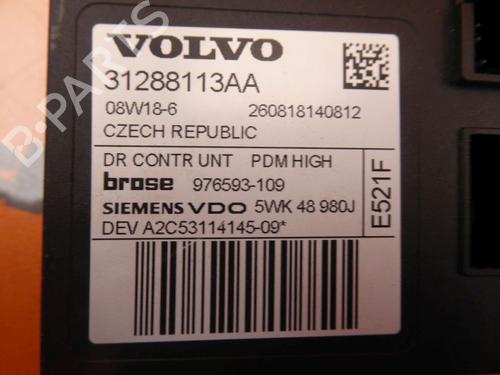 VOLVO
31288113AA
08W18-6 260818140812
CZECH REPUBLIC
DR CONTR UNT PDM HIGH
brose 976593-109
SIEMENS VDO 5WK 48 980J
DEV A2C53114145-09*
E521F
B-PARTS